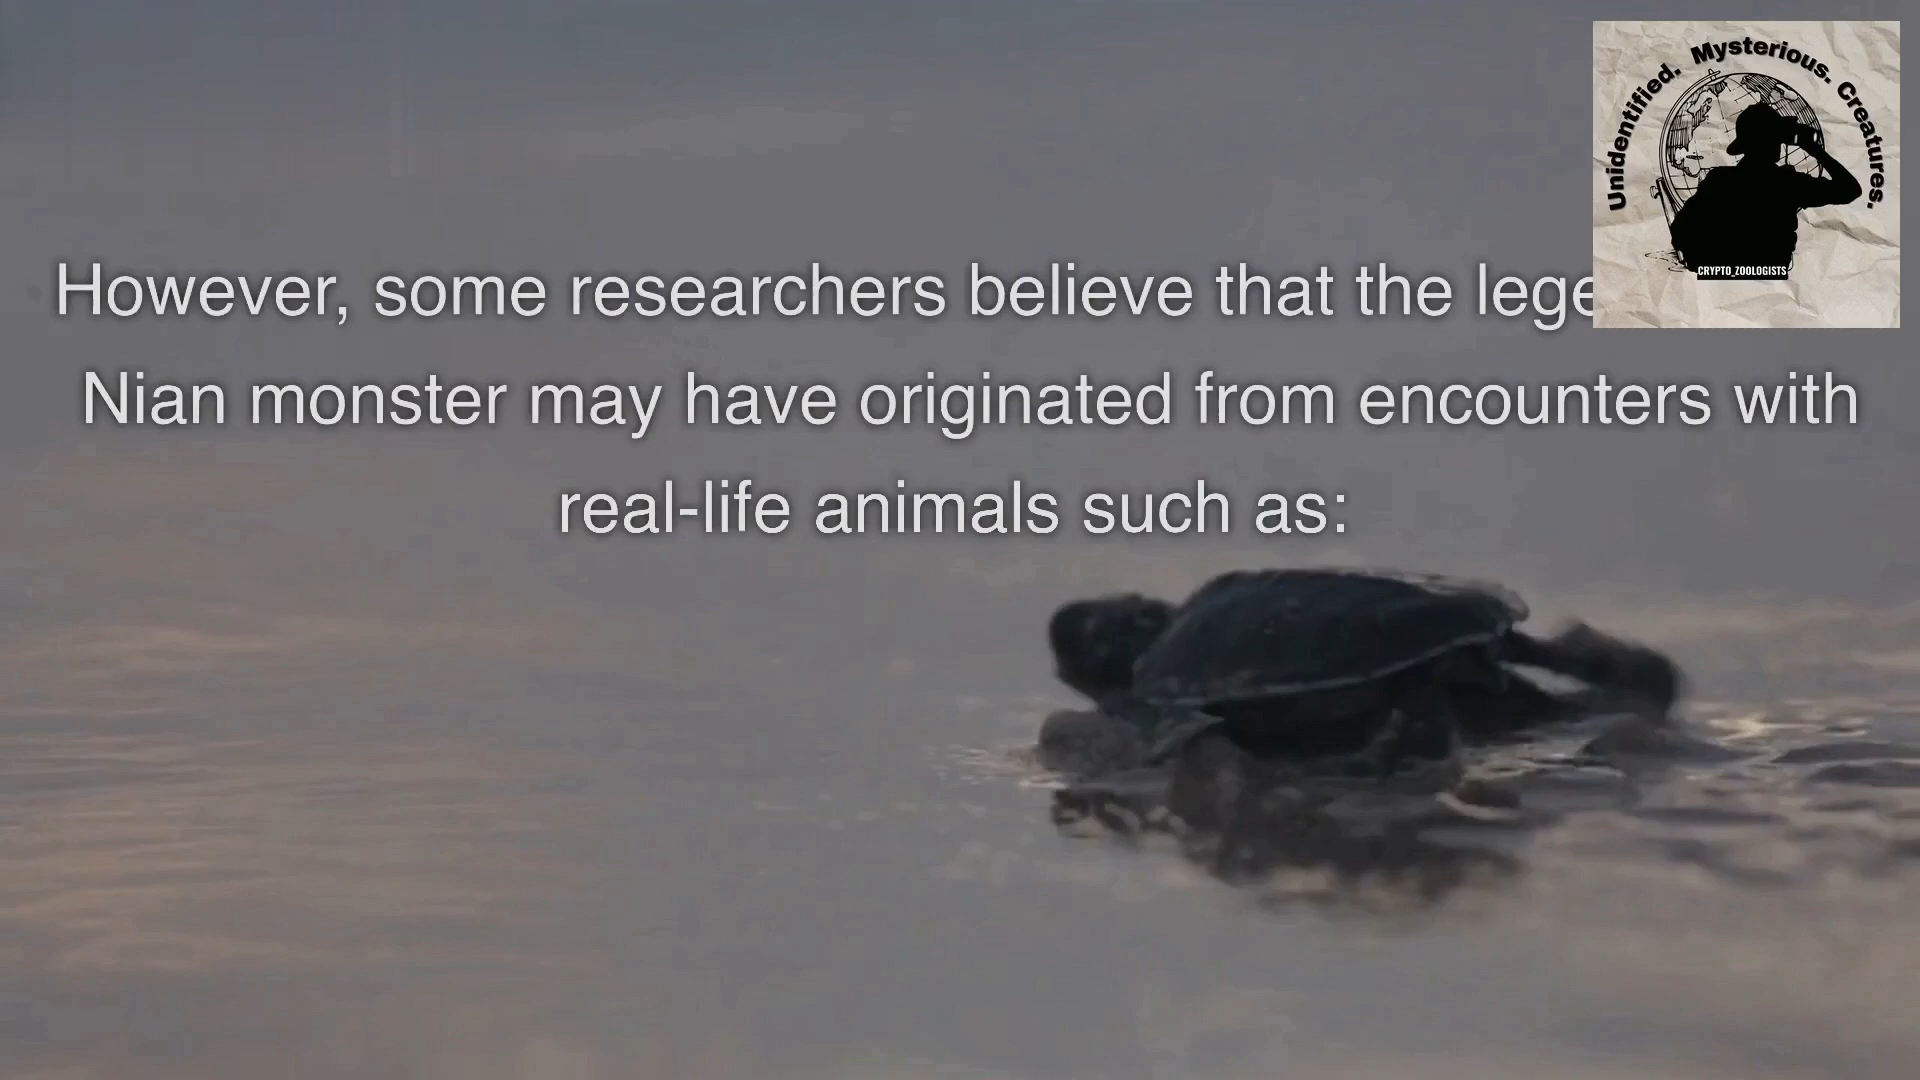 Unidentified. Mysterious. Creatures.
CRYPTO_ZOOLOGISTS
However, some researchers believe that the
Nian monster may have originated from encounters with
real-life animals such as: